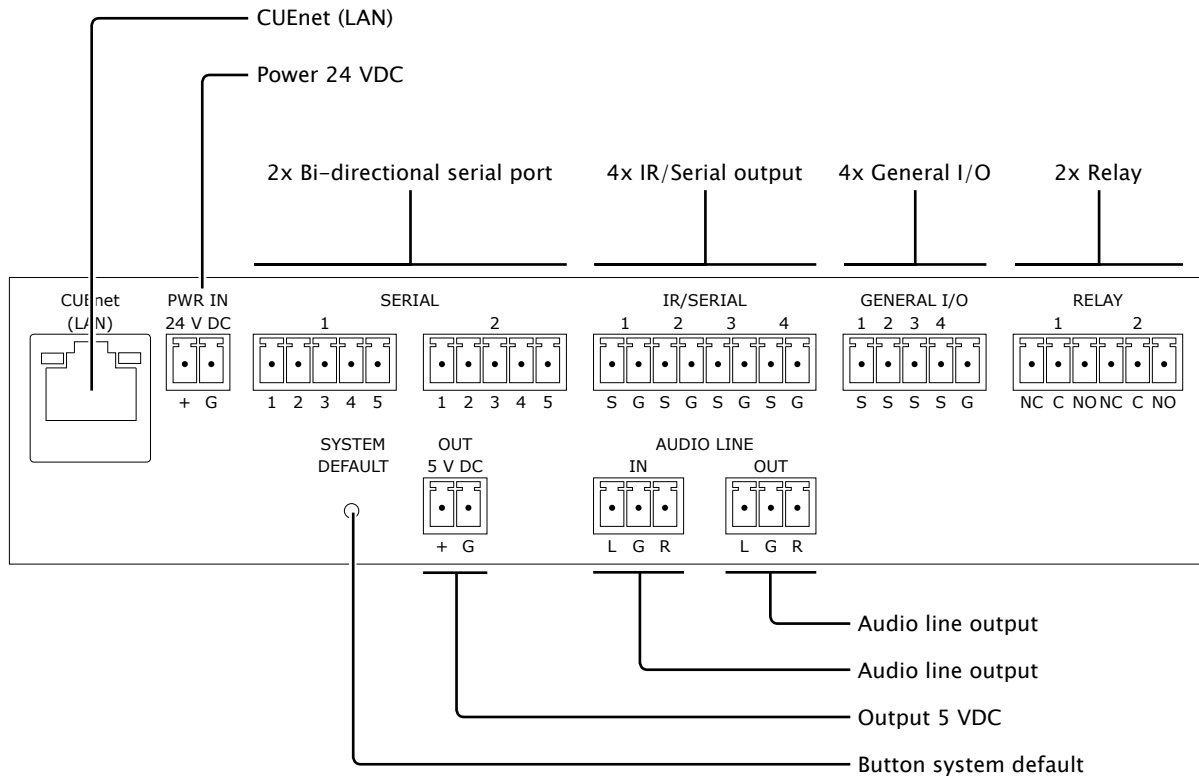 CUEnet (LAN)
Power 24 VDC
2x Bi-directional serial port 4x IR/Serial output 4x General I/O 2x Relay
CUEnet PWR IN SERIAL IR/SERIAL GENERAL I/O RELAY
(LAN) 24 V DC 1 2 1 2 3 4 1 2 3 4 1 2
+ G 1 2 3 4 5 1 2 3 4 5 S G S G S G S G S S S S G NC C NO NC C NO
SYSTEM OUT AUDIO LINE
DEFAULT 5 V DC IN OUT
+ G L G R L G R
Audio line output
Audio line output
Output 5 VDC
Button system default